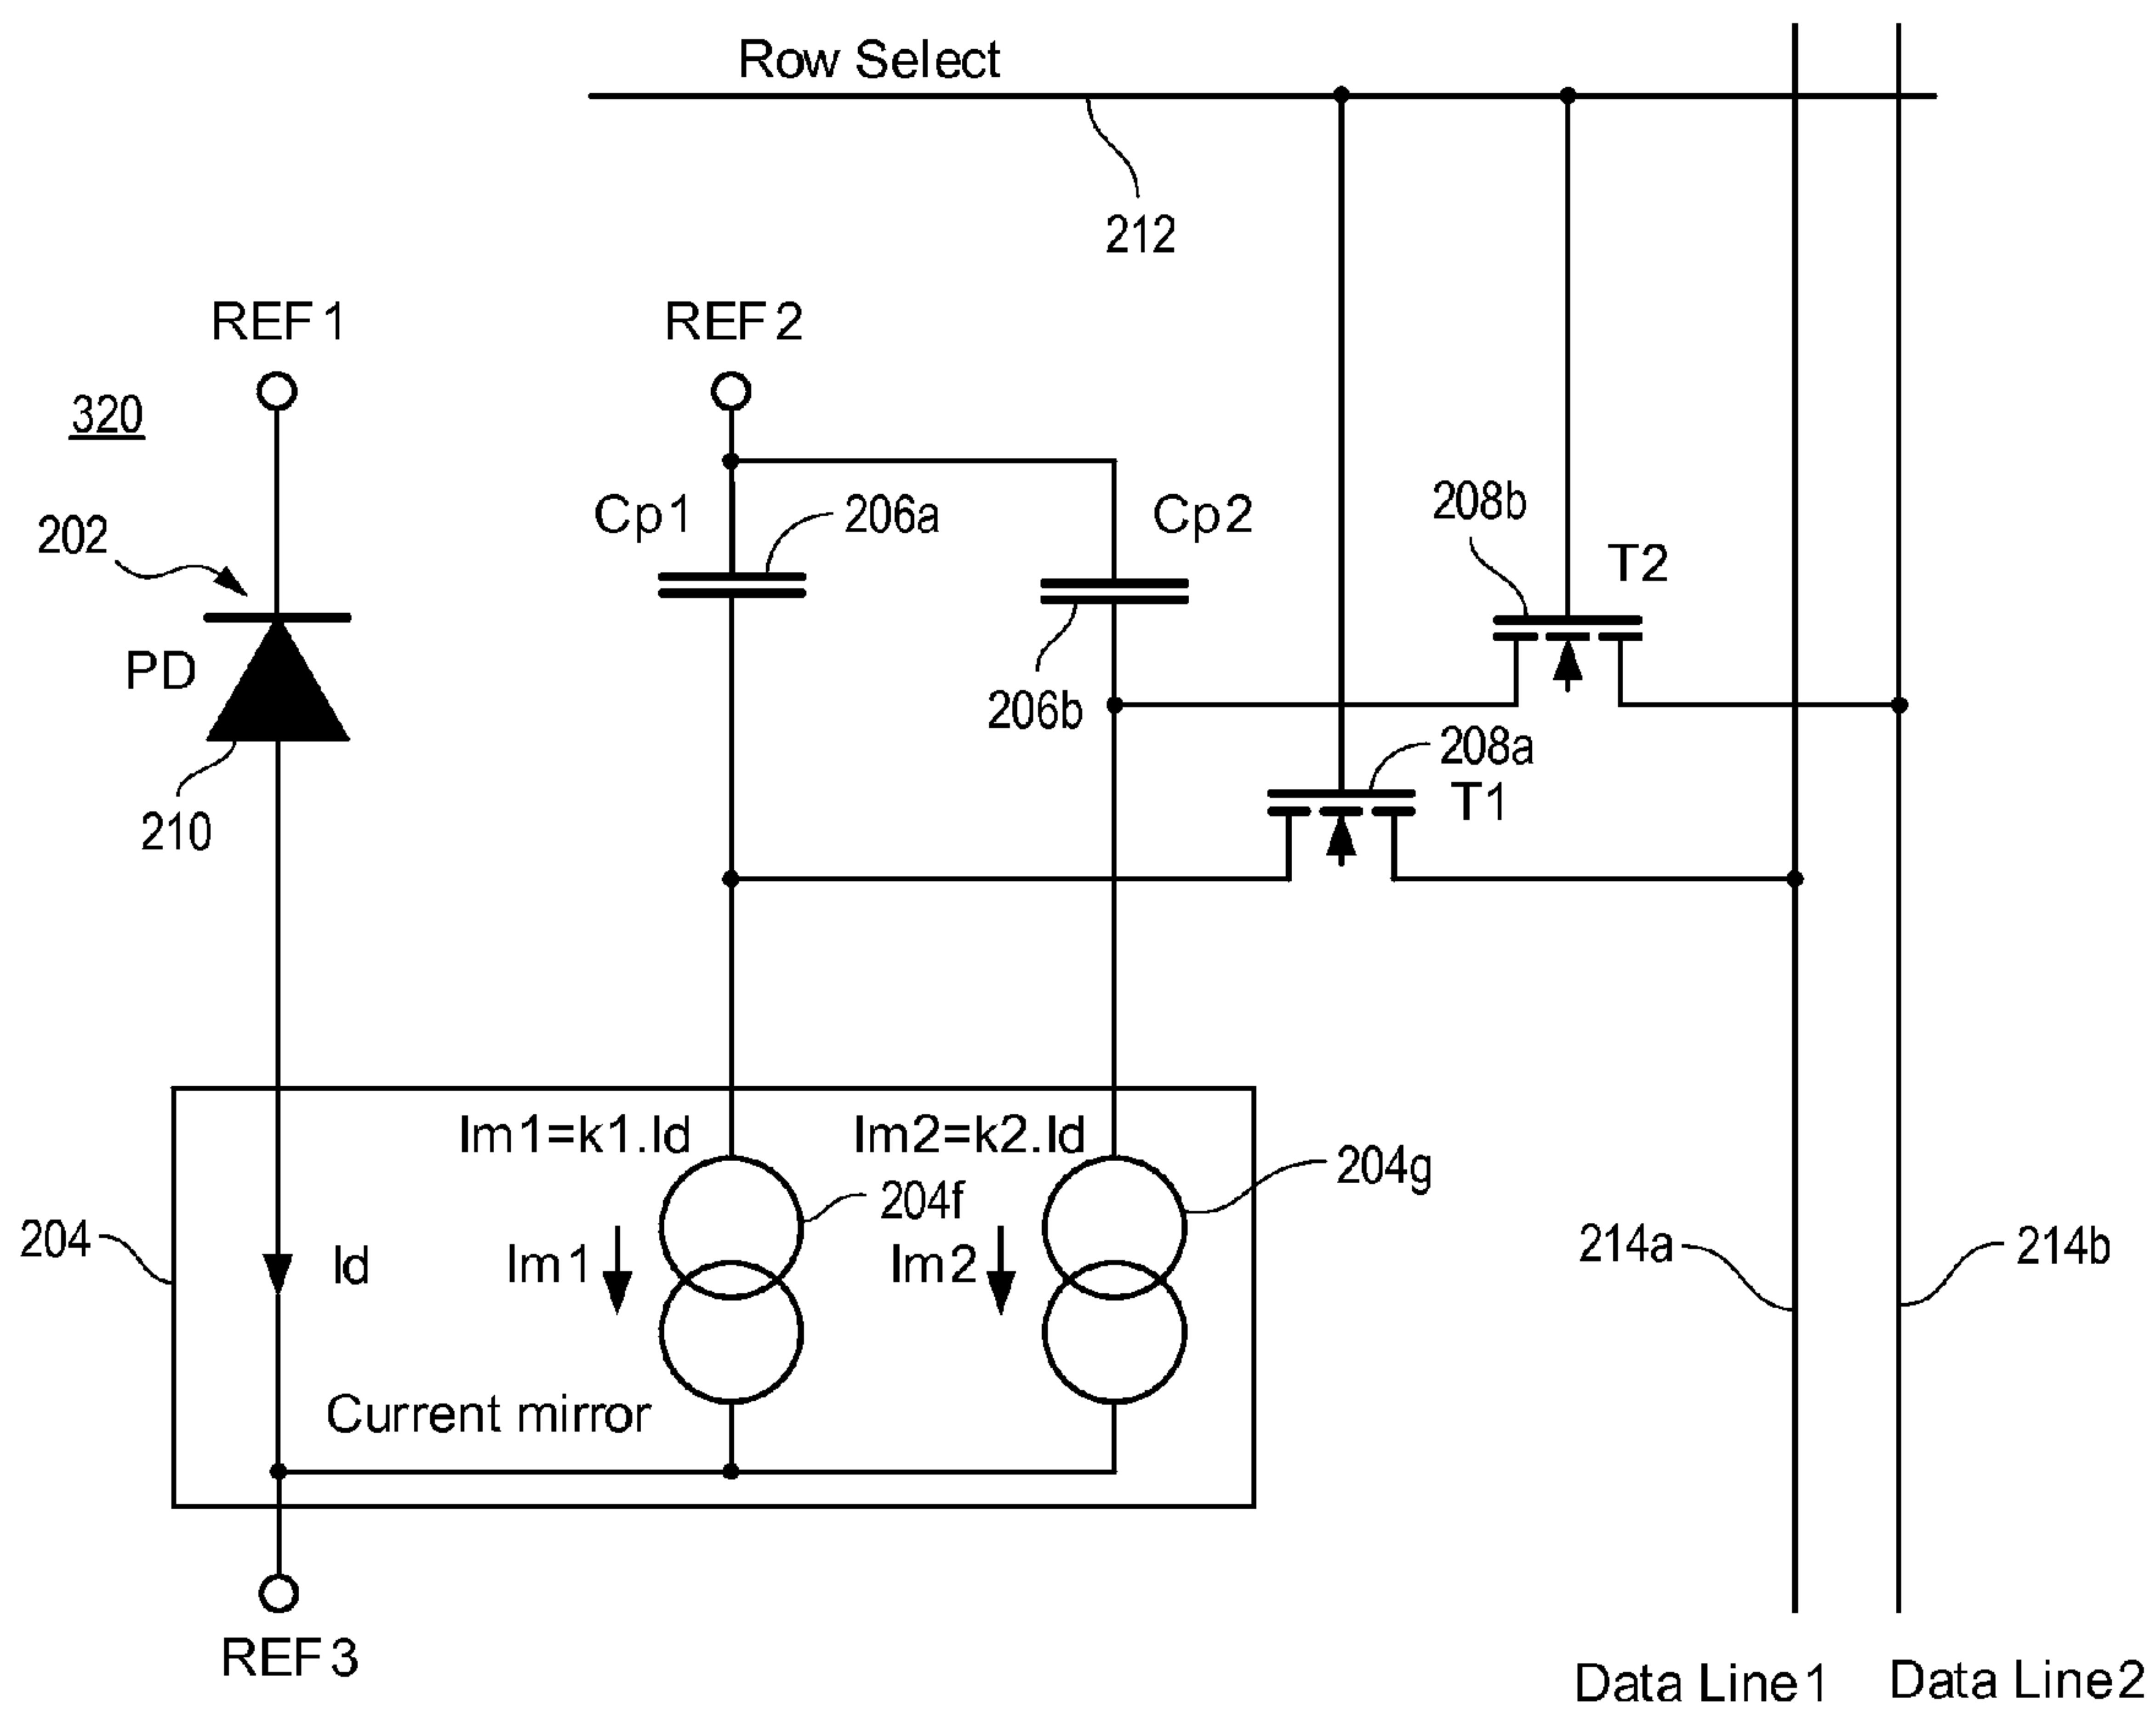 Row Select
212
REF1
REF2
320
Cp1
206a
Cp2
208b
202
T2
PD
206b
208a
210
T1
Im1=k1.Id
Im2=k2.Id
204g
204f
204
Id
Im1
Im2
214a
214b
Current mirror
REF3
Data Line1
Data Line2